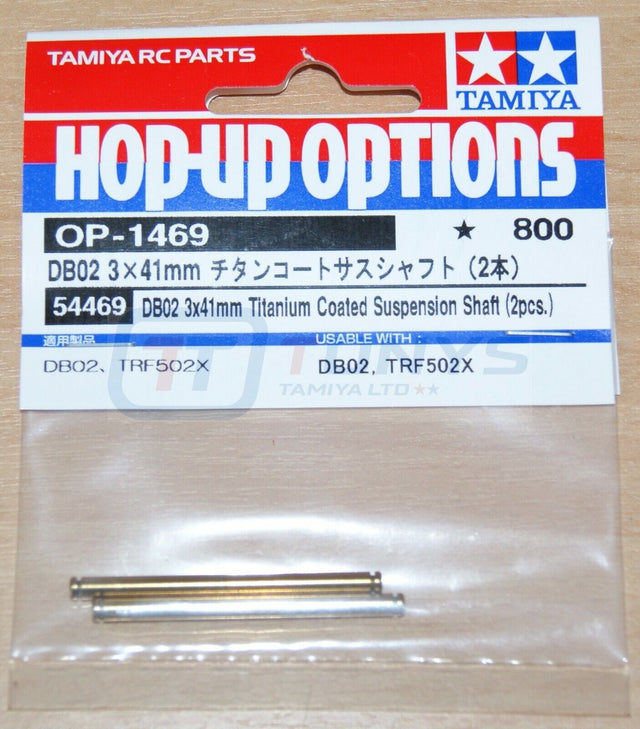 TAMIYA RC PARTS
TAMIYA
HOP-UP OPTIONS
OP-1469 ★ 800
DB02 3×41mm チタンコートサスシャフト (2本)
54469 DB02 3x41mm Titanium Coated Suspension Shaft (2pcs.)
適用製品 USABLE WITH :
DB02、TRF502X DB02, TRF502X
TAMIYA LTD ★★